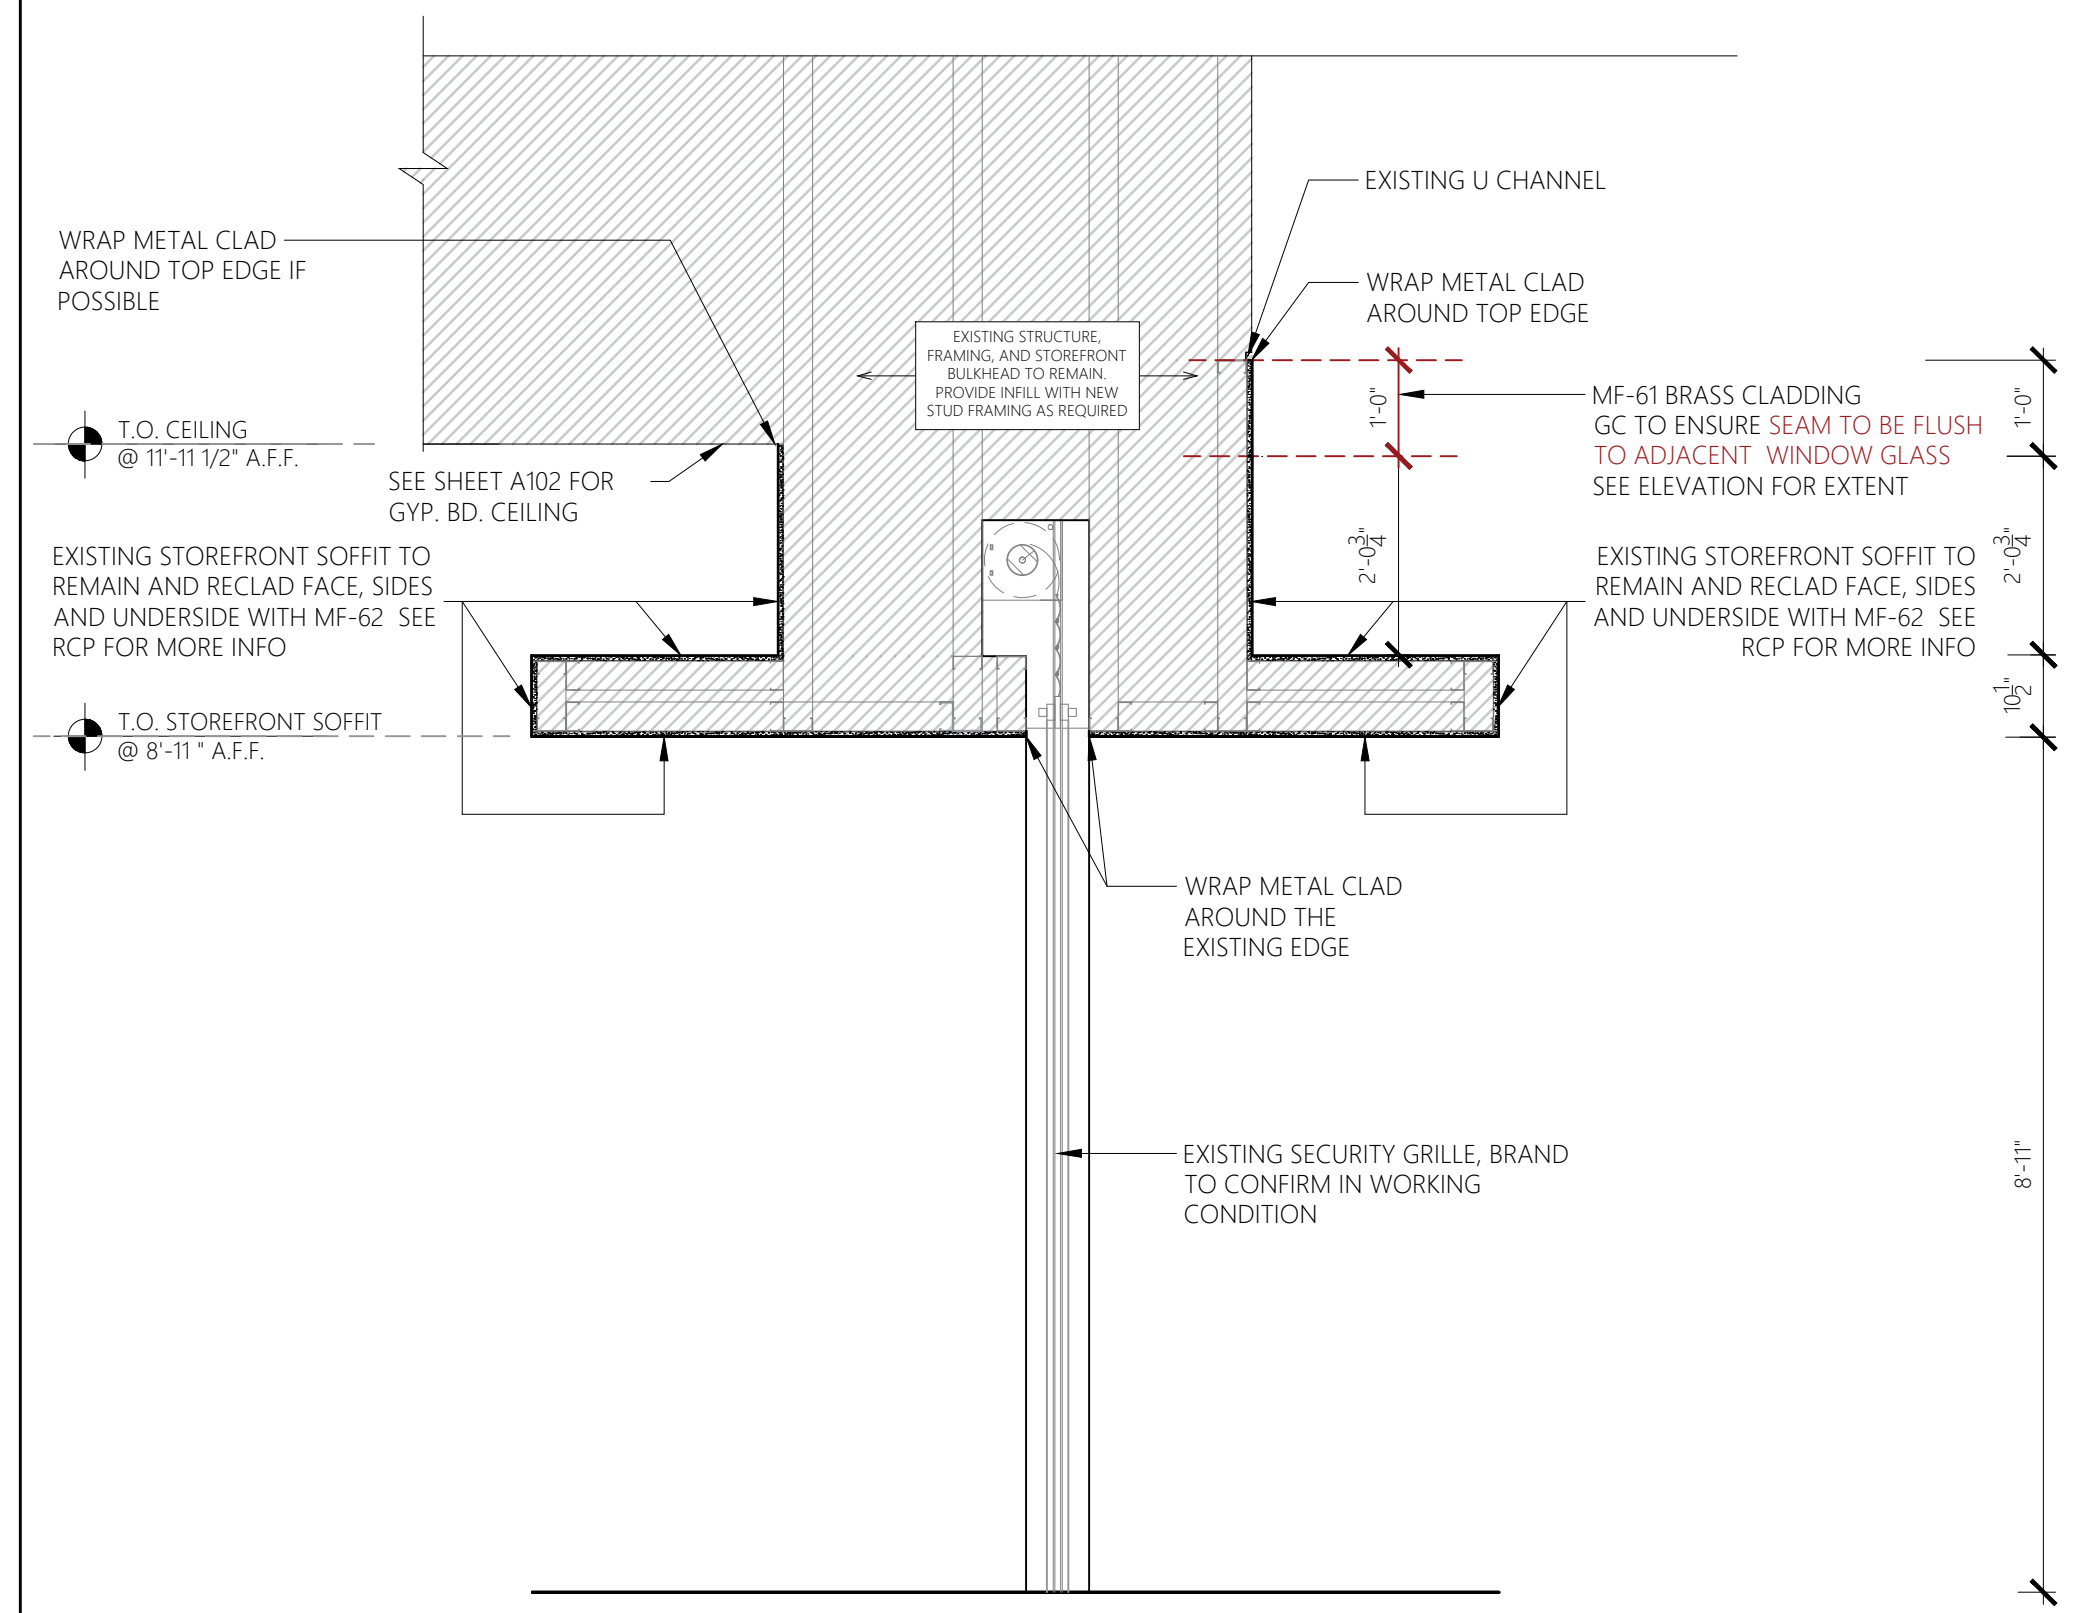 EXISTING U CHANNEL
WRAP METAL CLAD
AROUND TOP EDGE IF
POSSIBLE
WRAP METAL CLAD
AROUND TOP EDGE
EXISTING STRUCTURE,
FRAMING, AND STOREFRONT
BULKHEAD TO REMAIN.
PROVIDE INFILL WITH NEW
STUD FRAMING AS REQUIRED
1'-0"
MF-61 BRASS CLADDING
GC TO ENSURE SEAM TO BE FLUSH
TO ADJACENT WINDOW GLASS
SEE ELEVATION FOR EXTENT
1'-0"
T.O. CEILING
@ 11'-11 1/2" A.F.F.
SEE SHEET A102 FOR
GYP. BD. CEILING
EXISTING STOREFRONT SOFFIT TO
REMAIN AND RECLAD FACE, SIDES
AND UNDERSIDE WITH MF-62 SEE
RCP FOR MORE INFO
2'-0 3/4"
EXISTING STOREFRONT SOFFIT TO
REMAIN AND RECLAD FACE, SIDES
AND UNDERSIDE WITH MF-62 SEE
RCP FOR MORE INFO
2'-0 3/4"
10 1/2"
T.O. STOREFRONT SOFFIT
@ 8'-11 " A.F.F.
WRAP METAL CLAD
AROUND THE
EXISTING EDGE
EXISTING SECURITY GRILLE, BRAND
TO CONFIRM IN WORKING
CONDITION
8'-11"